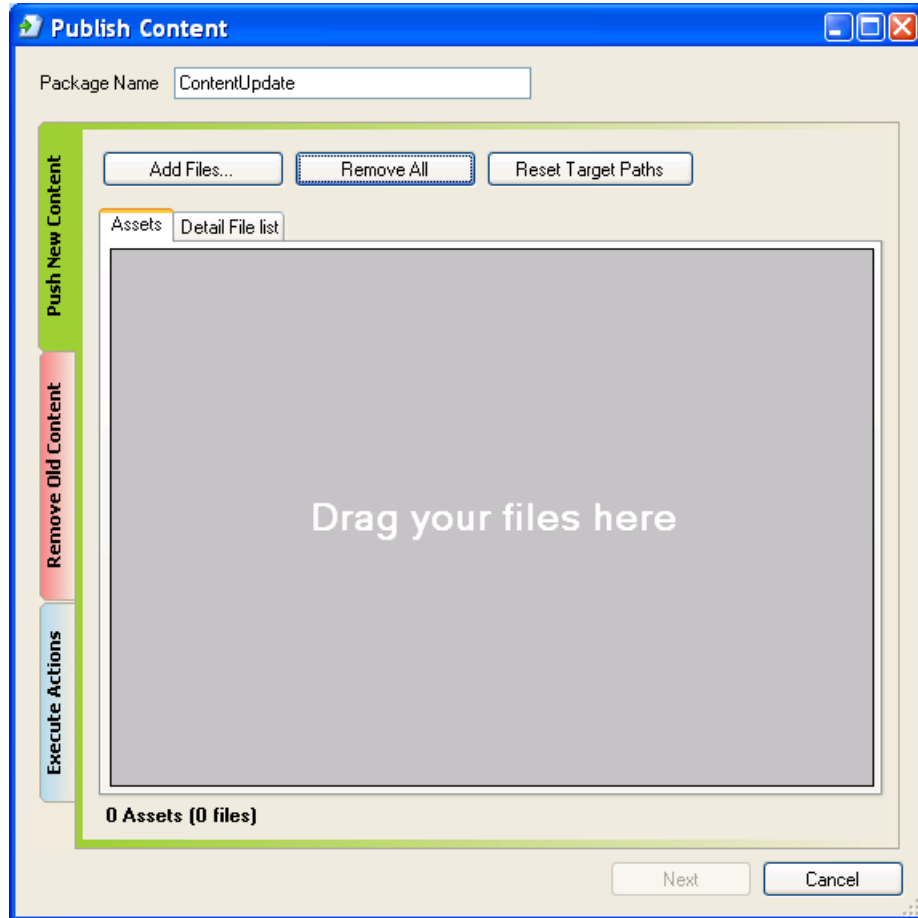 Publish Content
Package Name ContentUpdate
Push New Content
Remove Old Content
Execute Actions
Add Files... Remove All Reset Target Paths
Assets Detail File list
Drag your files here
0 Assets (0 files)
Next Cancel